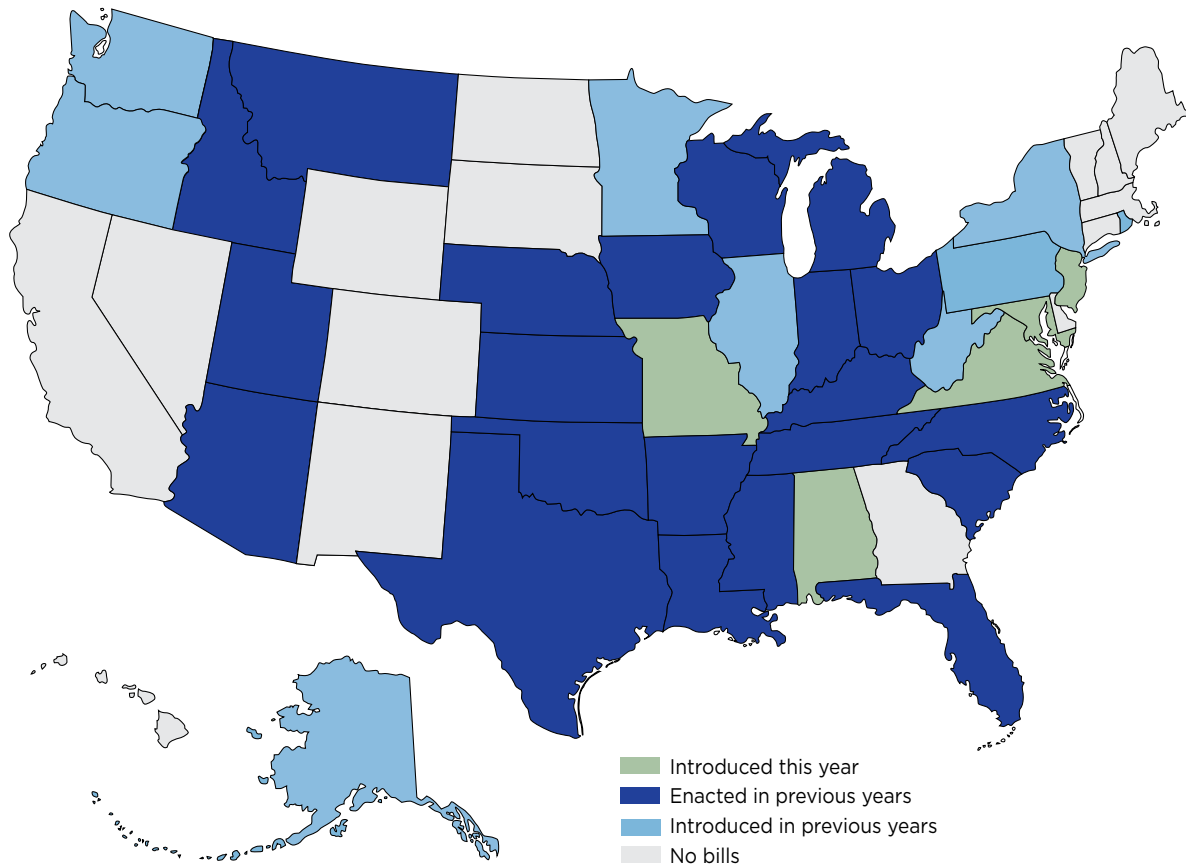 Introduced this year
Enacted in previous years
Introduced in previous years
No bills